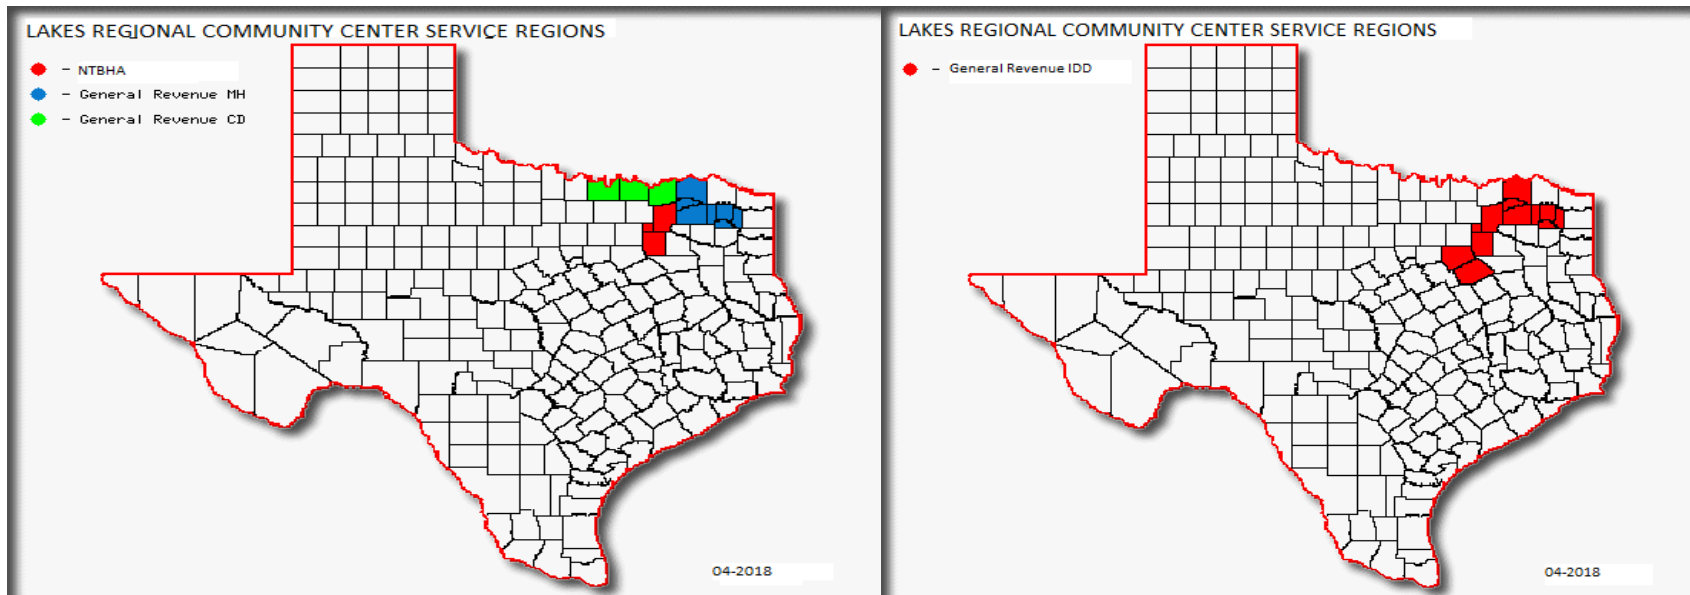 LAKES REGIONAL COMMUNITY CENTER SERVICE REGIONS
- NTBHA
- General Revenue MH
- General Revenue CD
04-2018
LAKES REGIONAL COMMUNITY CENTER SERVICE REGIONS
- General Revenue IDD
04-2018